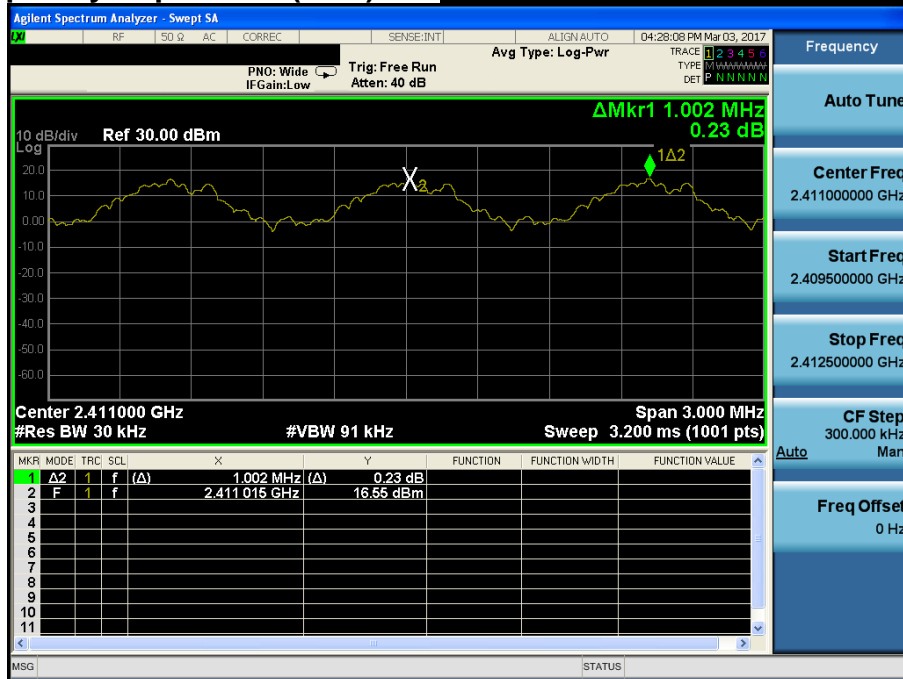 Agilent Spectrum Analyzer - Swept SA
LXI RF 50 Ω AC CORREC SENSE:INT ALIGN AUTO 04:28:08 PM Mar 03, 2017
PNO: Wide IFGain:Low Trig: Free Run Atten: 40 dB Avg Type: Log-Pwr
TRACE 1 2 3 4 5 6
TYPE M
DET P N N N N N
ΔMkr1 1.002 MHz
0.23 dB
10 dB/div Ref 30.00 dBm
Log
1Δ2
20.0
X2
10.0
0.00
-10.0
-20.0
-30.0
-40.0
-50.0
-60.0
Center 2.411000 GHz Span 3.000 MHz
#Res BW 30 kHz #VBW 91 kHz Sweep 3.200 ms (1001 pts)
MKR MODE TRC SCL X Y FUNCTION FUNCTION WIDTH FUNCTION VALUE
1 Δ2 1 f (Δ) 1.002 MHz (Δ) 0.23 dB
2 F 1 f 2.411 015 GHz 16.55 dBm
3
4
5
6
7
8
9
10
11
MSG STATUS
Frequency
Auto Tune
Center Freq
2.411000000 GHz
Start Freq
2.409500000 GHz
Stop Freq
2.412500000 GHz
CF Step
300.000 kHz
Auto Man
Freq Offset
0 Hz